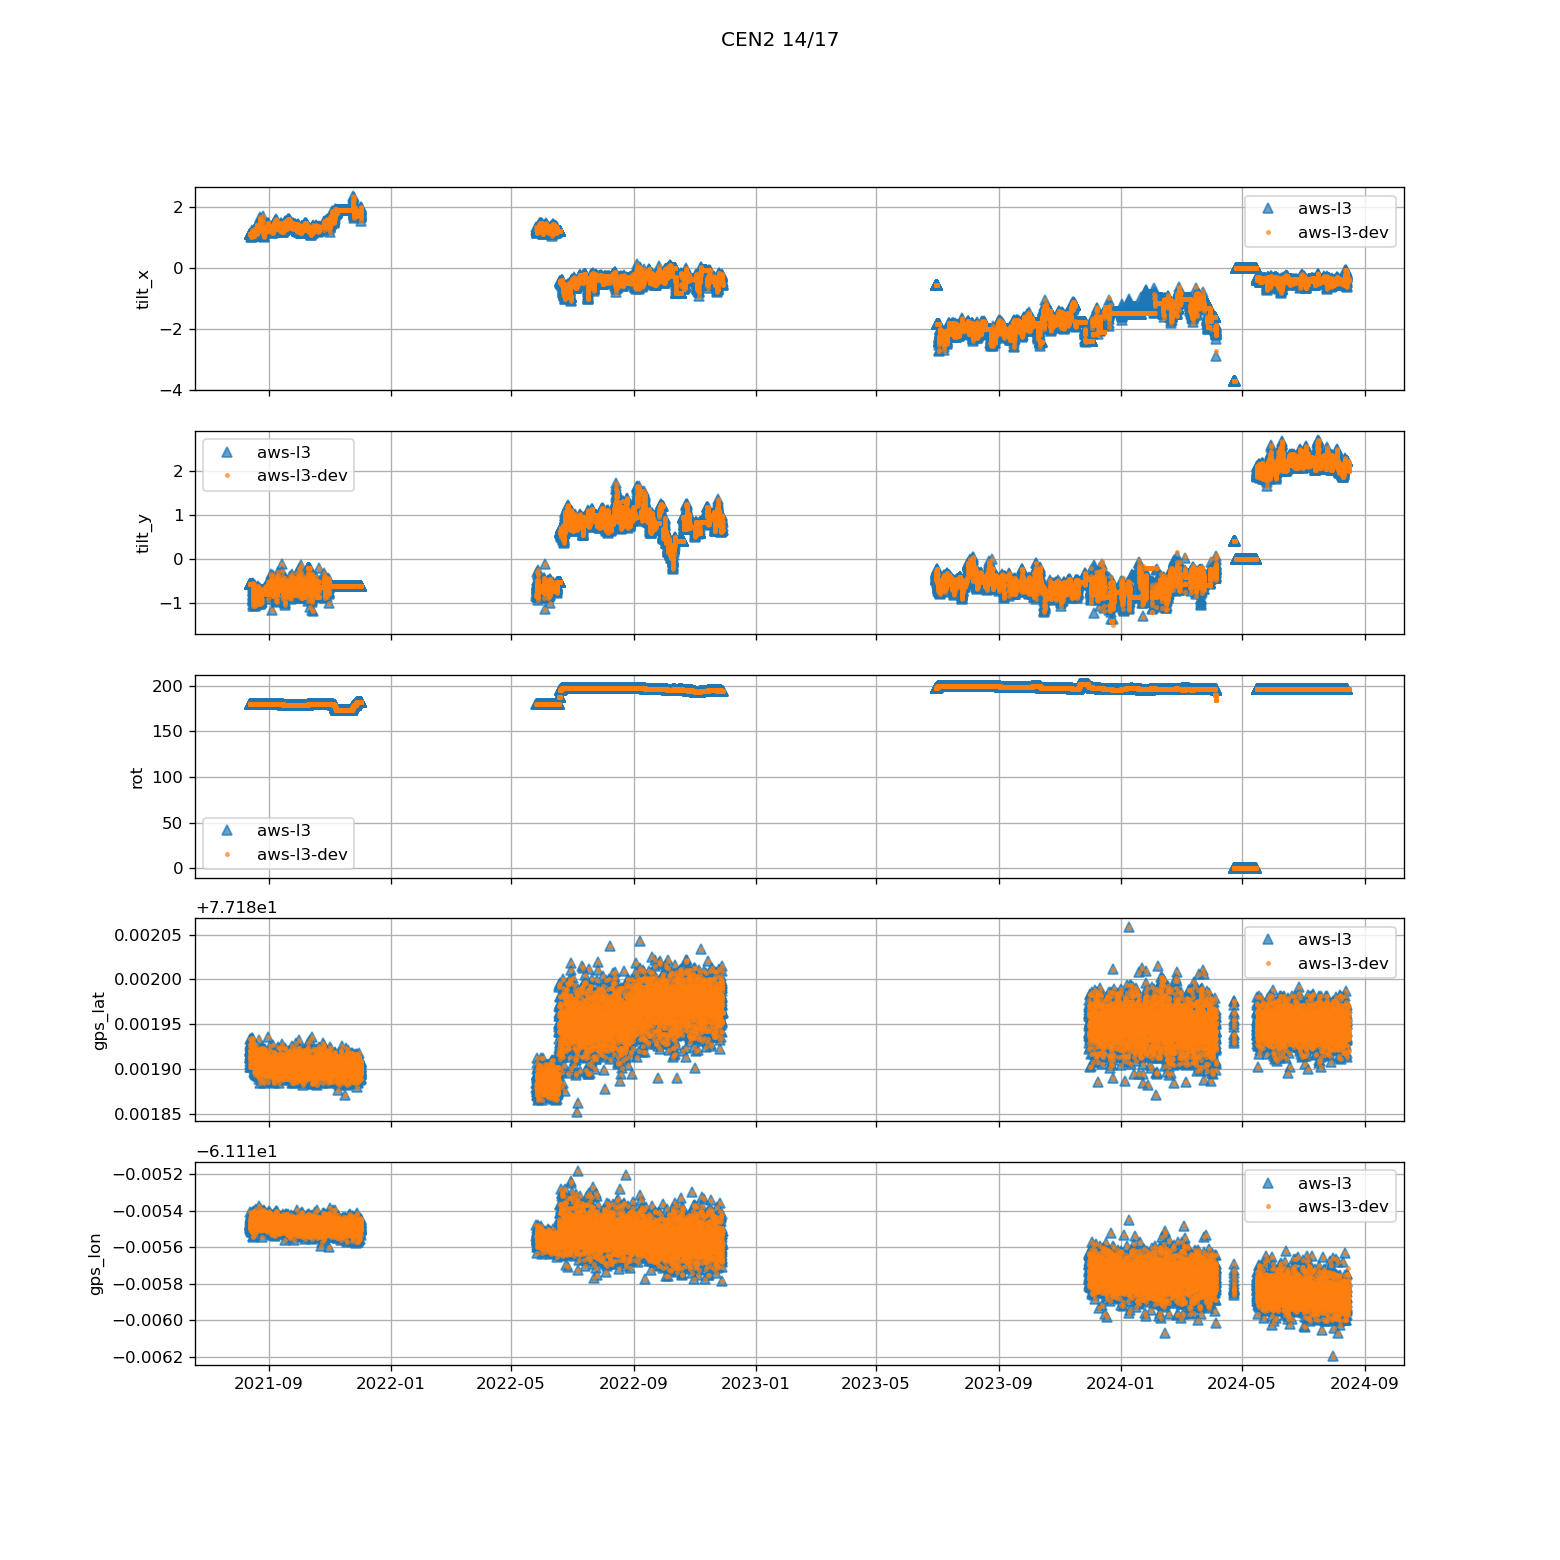 CEN2 14/17
tilt_x
2
0
−2
−4
aws-l3
aws-l3-dev
tilt_y
2
1
0
−1
aws-l3
aws-l3-dev
rot
200
150
100
50
0
aws-l3
aws-l3-dev
+7.718e1
gps_lat
0.00205
0.00200
0.00195
0.00190
0.00185
aws-l3
aws-l3-dev
−6.111e1
gps_lon
−0.0052
−0.0054
−0.0056
−0.0058
−0.0060
−0.0062
aws-l3
aws-l3-dev
2021-09 2022-01 2022-05 2022-09 2023-01 2023-05 2023-09 2024-01 2024-05 2024-09